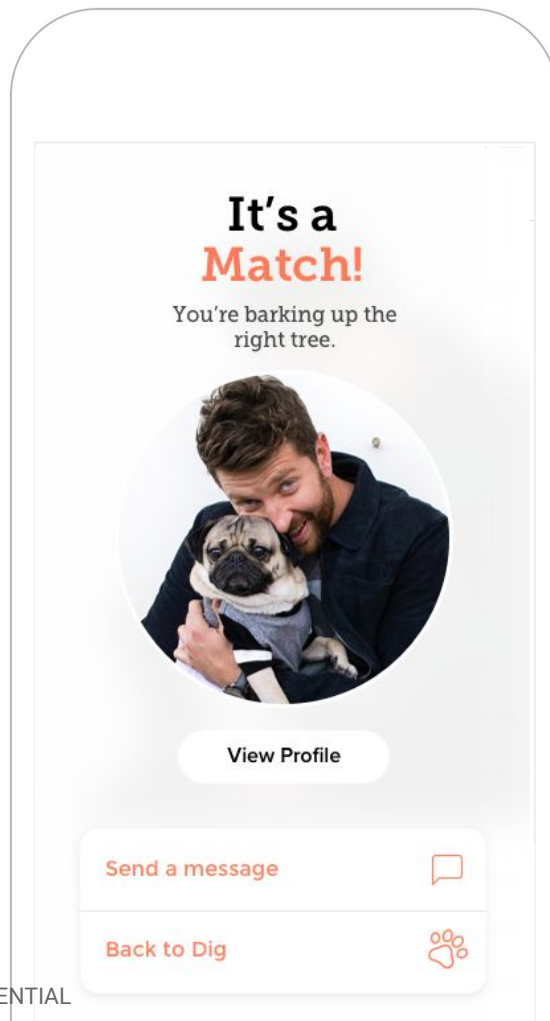 It's a
Match!
You're barking up the
right tree.
View Profile
Send a message
Back to Dig
ENTIAL